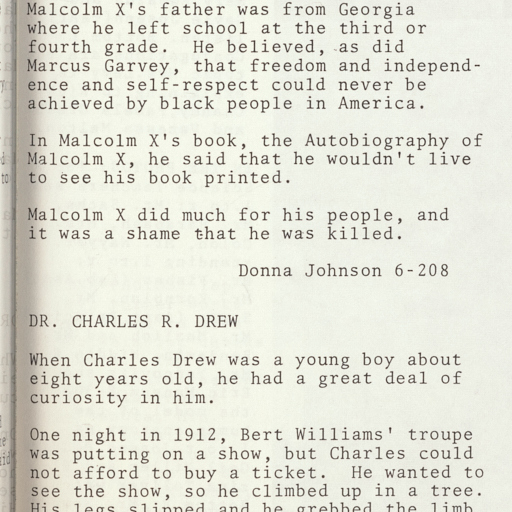 Malcolm X's father was from Georgia
where he left school at the third or
fourth grade.  He believed, as did
Marcus Garvey, that freedom and independ-
ence and self-respect could never be
achieved by black people in America.

In Malcolm X's book, the Autobiography of
Malcolm X, he said that he wouldn't live
to see his book printed.

Malcolm X did much for his people, and
it was a shame that he was killed.

Donna Johnson 6-208

DR. CHARLES R. DREW

When Charles Drew was a young boy about
eight years old, he had a great deal of
curiosity in him.

One night in 1912, Bert Williams' troupe
was putting on a show, but Charles could
not afford to buy a ticket.  He wanted to
see the show, so he climbed up in a tree.
His legs slipped and he grebbed the limb